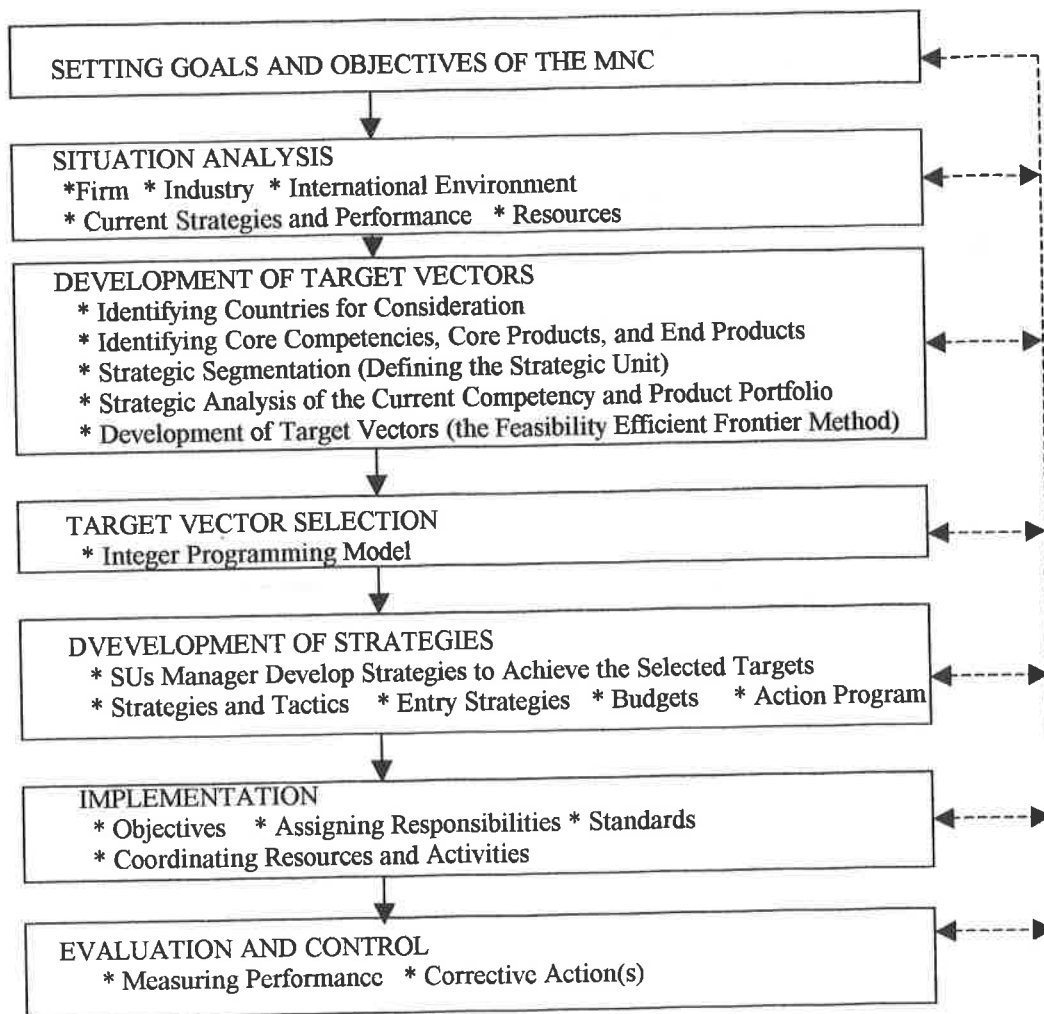 SETTING GOALS AND OBJECTIVES OF THE MNC
SITUATION ANALYSIS
*Firm * Industry * International Environment
* Current Strategies and Performance * Resources
DEVELOPMENT OF TARGET VECTORS
* Identifying Countries for Consideration
* Identifying Core Competencies, Core Products, and End Products
* Strategic Segmentation (Defining the Strategic Unit)
* Strategic Analysis of the Current Competency and Product Portfolio
* Development of Target Vectors (the Feasibility Efficient Frontier Method)
TARGET VECTOR SELECTION
* Integer Programming Model
DVEVELOPMENT OF STRATEGIES
* SUs Manager Develop Strategies to Achieve the Selected Targets
* Strategies and Tactics * Entry Strategies * Budgets * Action Program
IMPLEMENTATION
* Objectives * Assigning Responsibilities * Standards
* Coordinating Resources and Activities
EVALUATION AND CONTROL
* Measuring Performance * Corrective Action(s)